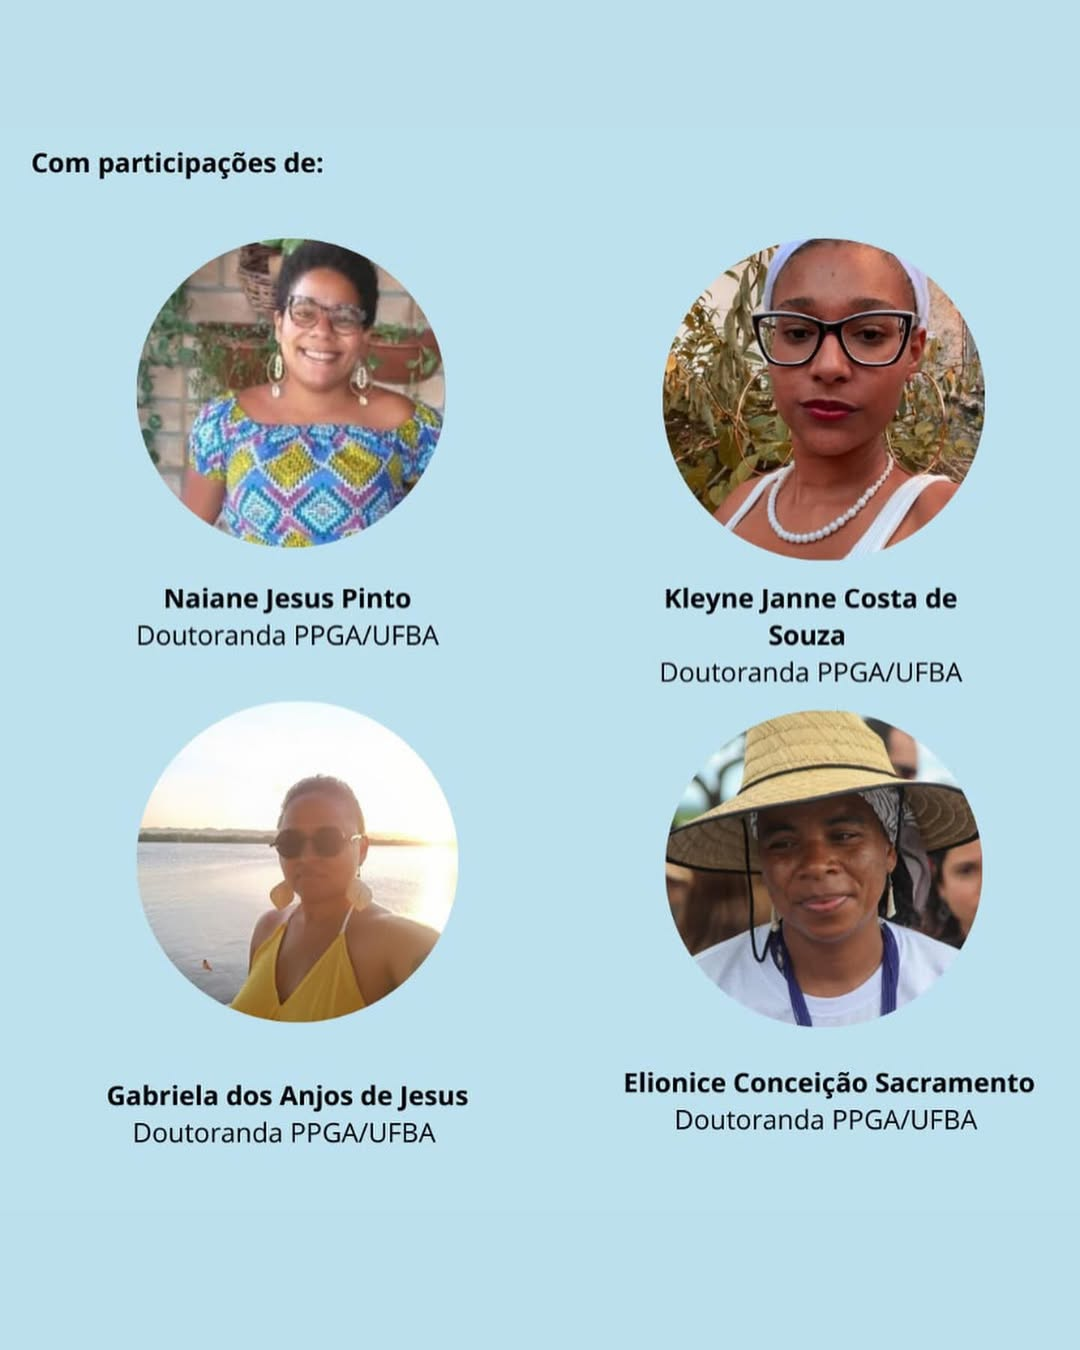 Com participações de:
Naiane Jesus Pinto
Doutoranda PPGA/UFBA
Kleyne Janne Costa de
Souza
Doutoranda PPGA/UFBA
Gabriela dos Anjos de Jesus
Doutoranda PPGA/UFBA
Elionice Conceição Sacramento
Doutoranda PPGA/UFBA